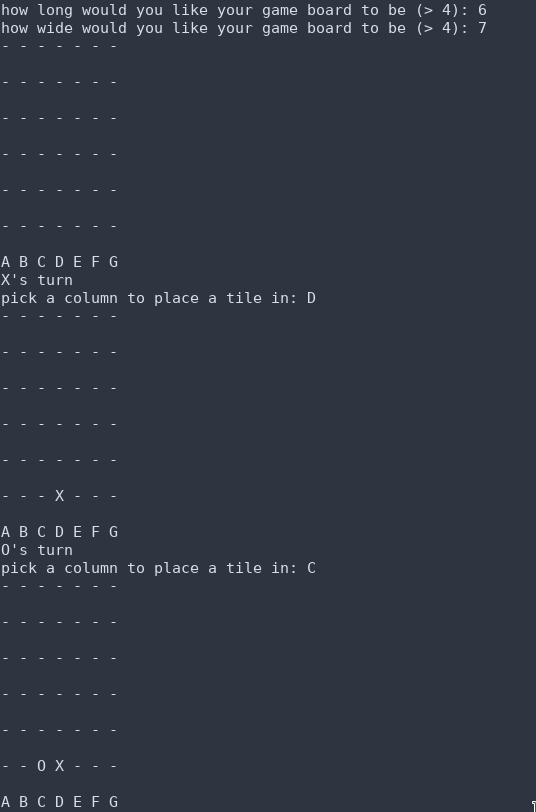 how long would you like your game board to be (> 4): 6
how wide would you like your game board to be (> 4): 7
- - - - - - -
- - - - - - -
- - - - - - -
- - - - - - -
- - - - - - -
- - - - - - -
A B C D E F G
X's turn
pick a column to place a tile in: D
- - - - - - -
- - - - - - -
- - - - - - -
- - - - - - -
- - - - - - -
- - - X - - -
A B C D E F G
O's turn
pick a column to place a tile in: C
- - - - - - -
- - - - - - -
- - - - - - -
- - - - - - -
- - - - - - -
- - O X - - -
A B C D E F G